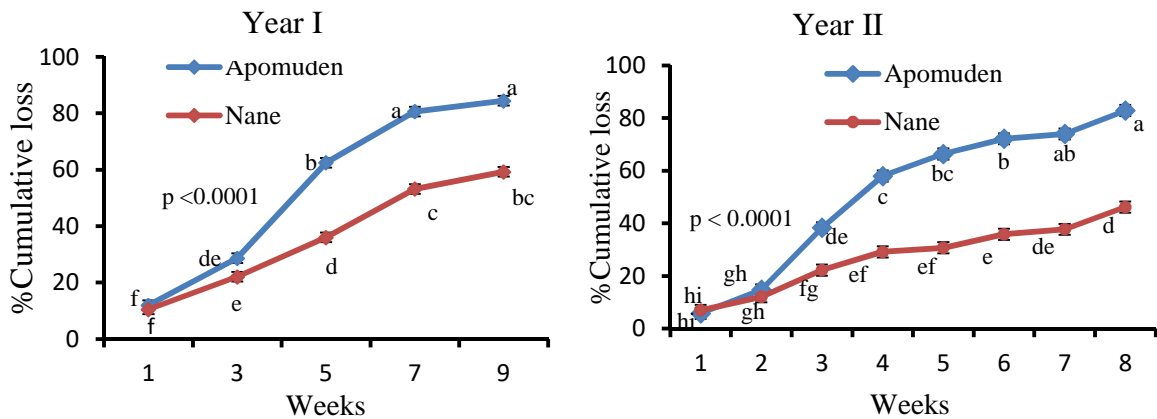 Year I
%Cumulative loss
100
80
60
40
20
0
Apomuden
Nane
p <0.0001
f
de
b
a
a
f
e
d
c
bc
1 3 5 7 9
Weeks
Year II
%Cumulative loss
100
80
60
40
20
0
Apomuden
Nane
p < 0.0001
hi
gh
de
c
bc
b
ab
a
hi
gh
fg
ef
ef
e
de
d
1 2 3 4 5 6 7 8
Weeks